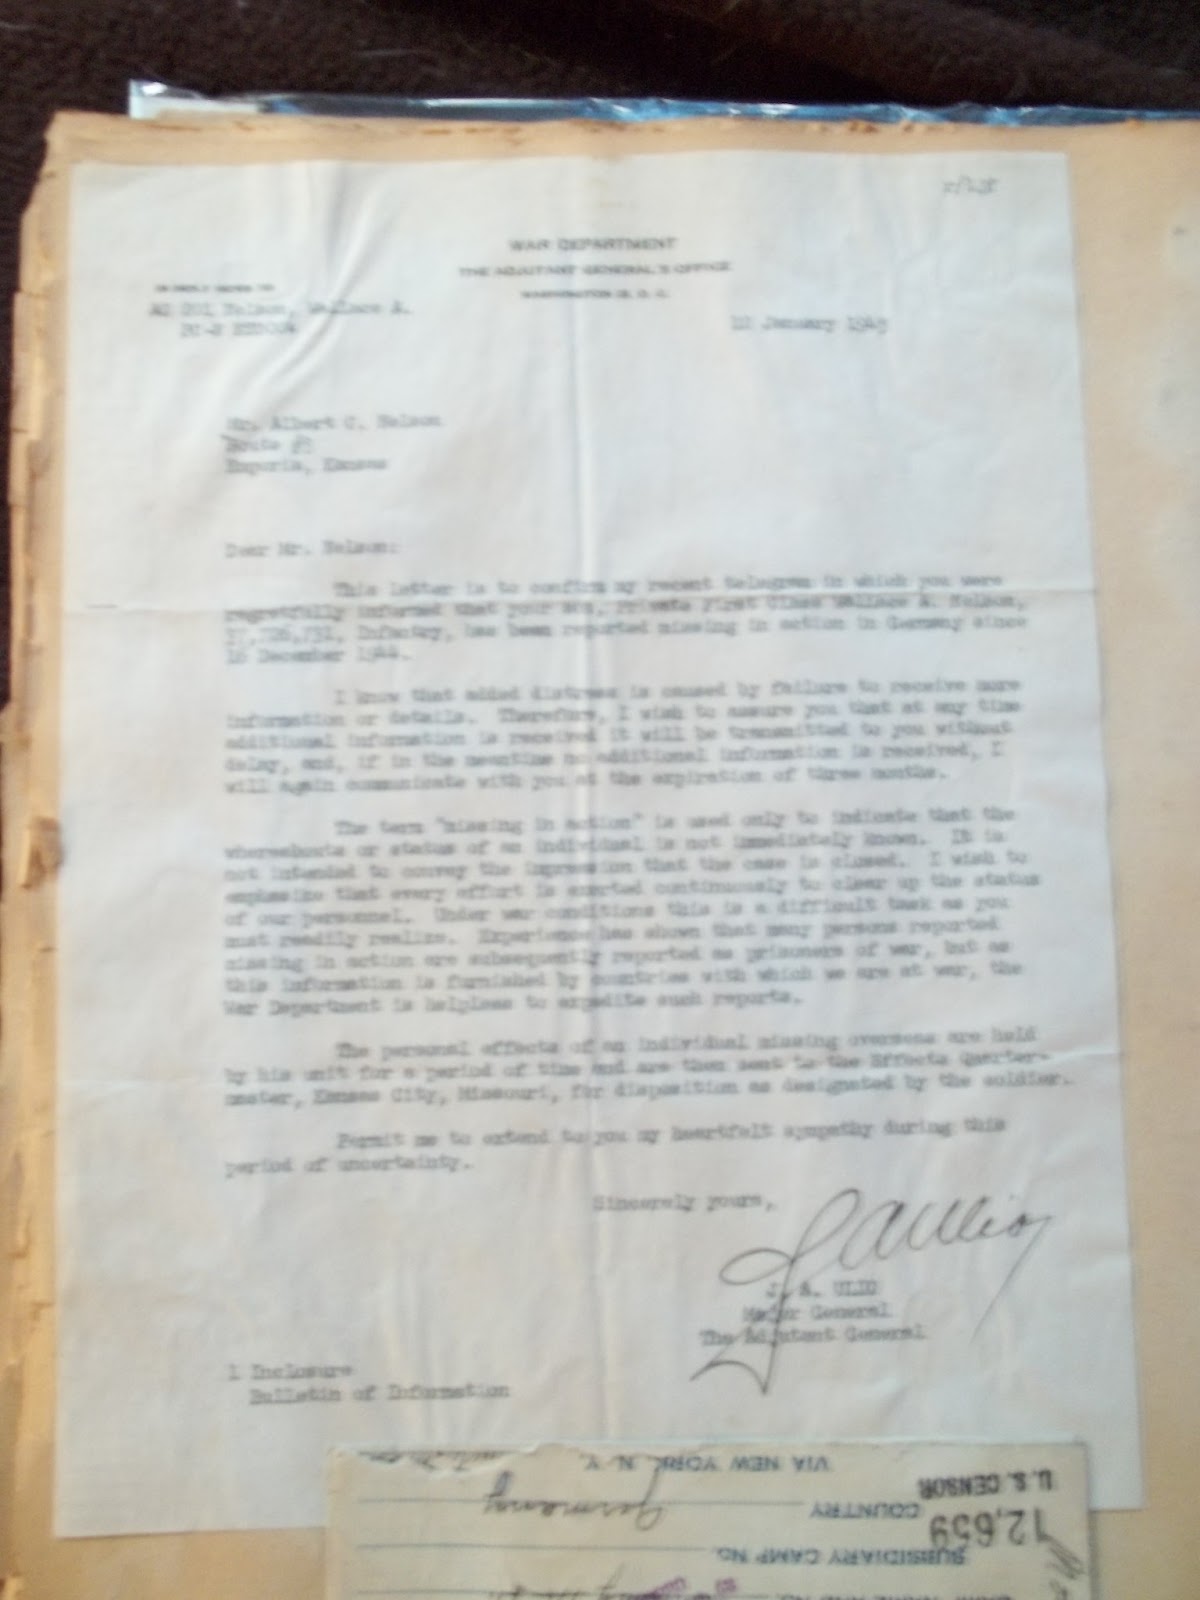 WAR DEPARTMENT
THE ADJUTANT GENERAL'S OFFICE
WASHINGTON 25, D. C.
IN REPLY REFER TO
AG 201 Nelson, Wallace A.
12 January 1945
Mr. Albert C. Nelson
Route #3
Emporia, Kansas
Dear Mr. Nelson:
This letter is to confirm my recent telegram in which you were
regretfully informed that your son, Private First Class Wallace A. Nelson,
37,726,731, Infantry, has been reported missing in action in Germany since
16 December 1944.
I know that added distress is caused by failure to receive more
information or details. Therefore, I wish to assure you that at any time
additional information is received it will be transmitted to you without
delay, and, if in the meantime no additional information is received, I
will again communicate with you at the expiration of three months.
The term "missing in action" is used only to indicate that the
whereabouts or status of an individual is not immediately known. It is
not intended to convey the impression that the case is closed. I wish to
emphasize that every effort is exerted continuously to clear up the status
of our personnel. Under war conditions this is a difficult task as you
must readily realize. Experience has shown that many persons reported
missing in action are subsequently reported as prisoners of war, but as
this information is furnished by countries with which we are at war, the
War Department is helpless to expedite such reports.
The personal effects of an individual missing overseas are held
by his unit for a period of time and are then sent to the Effects Quarter-
master, Kansas City, Missouri, for disposition as designated by the soldier.
Permit me to extend to you my heartfelt sympathy during this
period of uncertainty.
Sincerely yours,
J A Ulio
J. A. ULIO
Major General
The Adjutant General
1 Inclosure
Bulletin of Information
VIA NEW YORK, N. Y.
U. S. CENSOR
COUNTRY Germany
12,659
SUBSIDIARY CAMP NO.